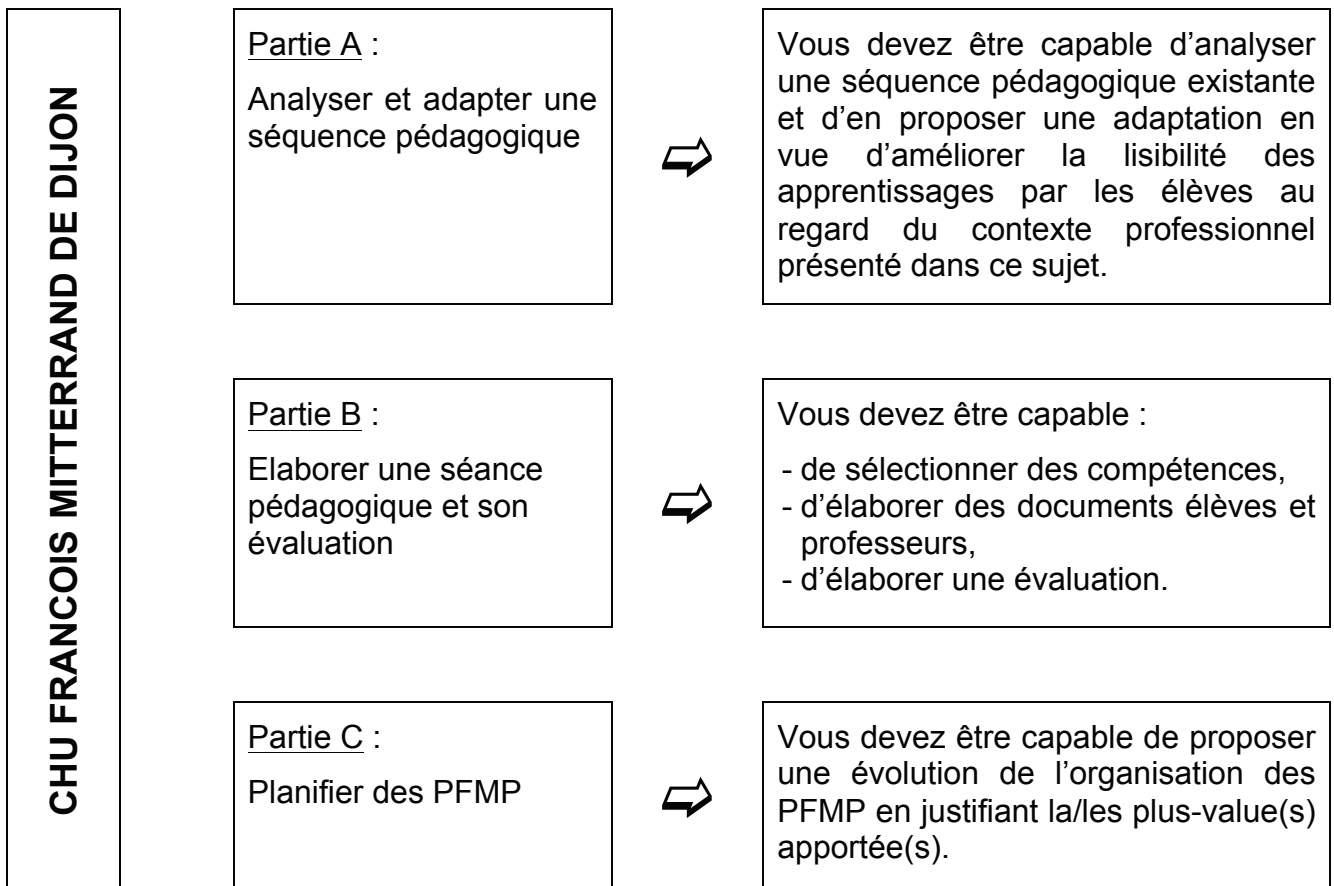 CHU FRANCOIS MITTERRAND DE DIJON
Partie A :
Analyser et adapter une
séquence pédagogique
Vous devez être capable d’analyser
une séquence pédagogique existante
et d’en proposer une adaptation en
vue d’améliorer la lisibilité des
apprentissages par les élèves au
regard du contexte professionnel
présenté dans ce sujet.
Partie B :
Elaborer une séance
pédagogique et son
évaluation
Vous devez être capable :
- de sélectionner des compétences,
- d’élaborer des documents élèves et
professeurs,
- d’élaborer une évaluation.
Partie C :
Planifier des PFMP
Vous devez être capable de proposer
une évolution de l’organisation des
PFMP en justifiant la/les plus-value(s)
apportée(s).